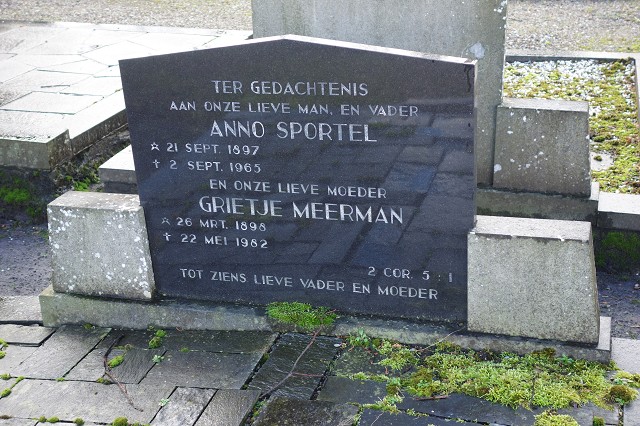 TER GEDACHTENIS
AAN ONZE LIEVE MAN, EN VADER
ANNO SPORTEL
☆ 21 SEPT. 1897
† 2 SEPT. 1965
EN ONZE LIEVE MOEDER
GRIETJE MEERMAN
☆ 26 MRT. 1898
† 22 MEI 1982
2 COR. 5 : 1
TOT ZIENS, LIEVE VADER EN MOEDER